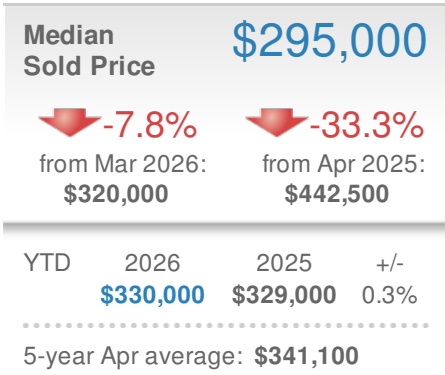 Median
Sold Price
$295,000
-7.8% -33.3%
from Mar 2026: from Apr 2025:
$320,000 $442,500
YTD 2026 2025 +/-
$330,000 $329,000 0.3%
5-year Apr average: $341,100